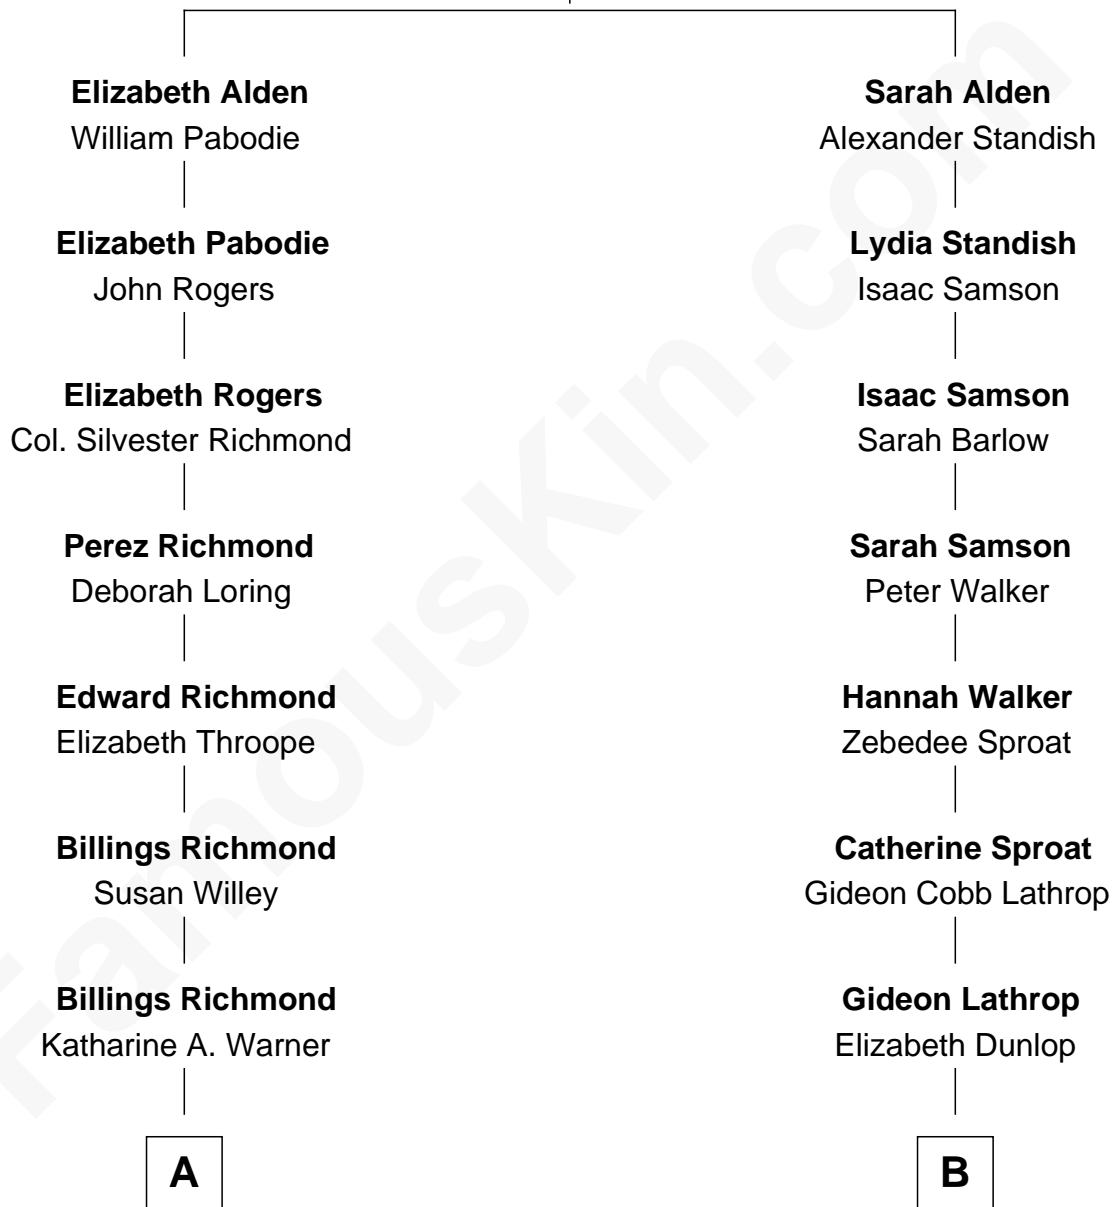 Elizabeth Alden
William Pabodie
Sarah Alden
Alexander Standish
Elizabeth Pabodie
John Rogers
Lydia Standish
Isaac Samson
Elizabeth Rogers
Col. Silvester Richmond
Isaac Samson
Sarah Barlow
Perez Richmond
Deborah Loring
Sarah Samson
Peter Walker
Edward Richmond
Elizabeth Throope
Hannah Walker
Zebedee Sproat
Billings Richmond
Susan Willey
Catherine Sproat
Gideon Cobb Lathrop
Billings Richmond
Katharine A. Warner
Gideon Lathrop
Elizabeth Dunlop
A
B
FamousKin.com